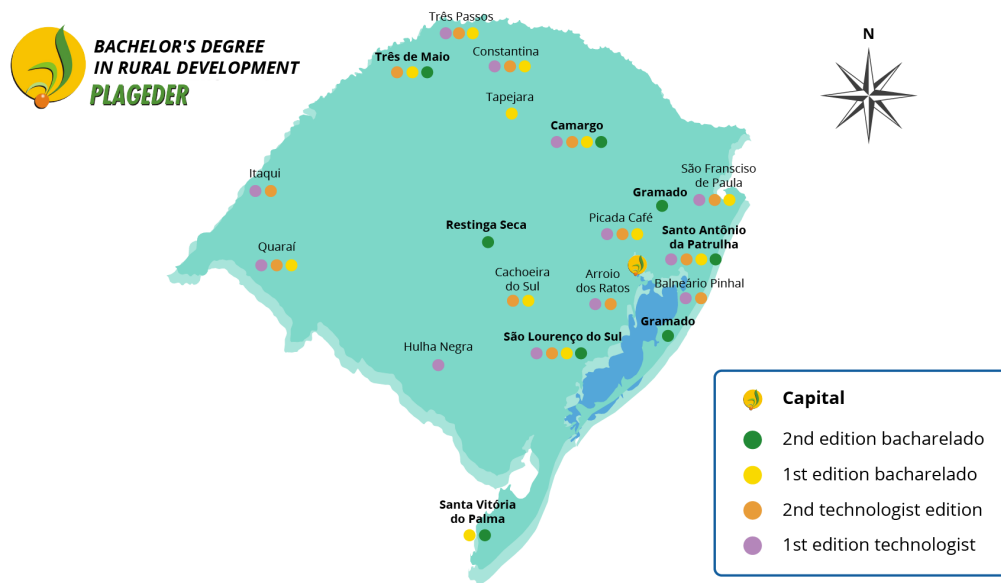 BACHELOR'S DEGREE
IN RURAL DEVELOPMENT
PLAGEDER
N
Três Passos
Três de Maio
Constantina
Tapejara
Camargo
Itaqui
São Fransciso
de Paula
Gramado
Picada Café
Restinga Seca
Santo Antônio
da Patrulha
Quaraí
Cachoeira
do Sul
Arroio
dos Ratos
Balneário Pinhal
Gramado
São Lourenço do Sul
Hulha Negra
Santa Vitória
do Palma
Capital
2nd edition bacharelado
1st edition bacharelado
2nd technologist edition
1st edition technologist